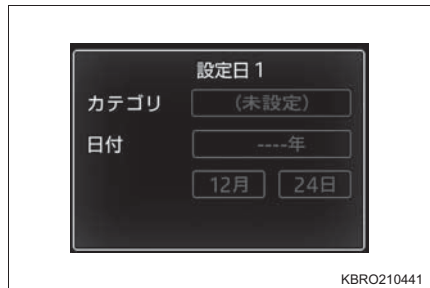 設定日 1
カテゴリ (未設定)
日付 ----年
12月 24日
KBRO210441